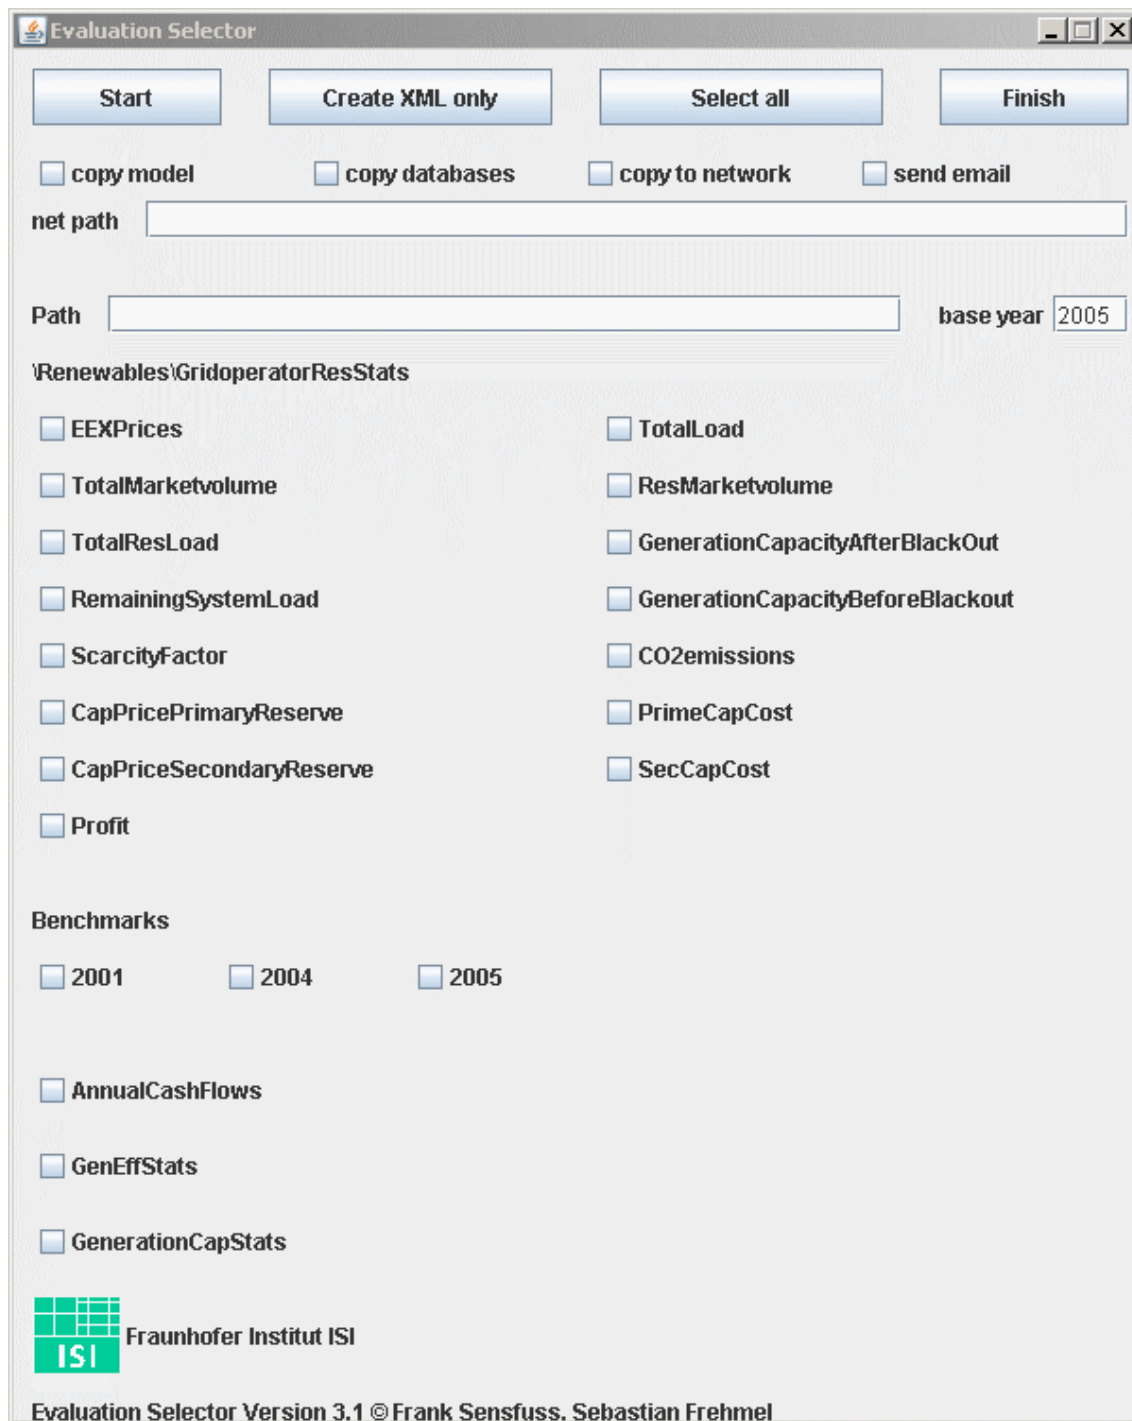 Evaluation Selector
Start Create XML only Select all Finish
copy model copy databases copy to network send email
net path
Path base year 2005
\Renewables\GridoperatorResStats
EEXPrices TotalLoad
TotalMarketvolume ResMarketvolume
TotalResLoad GenerationCapacityAfterBlackOut
RemainingSystemLoad GenerationCapacityBeforeBlackout
ScarcityFactor CO2emissions
CapPricePrimaryReserve PrimeCapCost
CapPriceSecondaryReserve SecCapCost
Profit
Benchmarks
2001 2004 2005
AnnualCashFlows
GenEffStats
GenerationCapStats
ISI Fraunhofer Institut ISI
Evaluation Selector Version 3.1 © Frank Sensfuss, Sebastian Frehmel